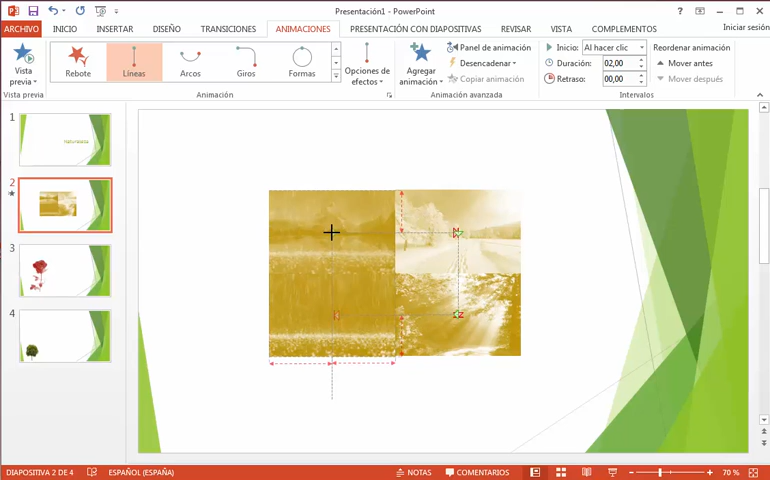 Presentación1 - PowerPoint
ARCHIVO INICIO INSERTAR DISEÑO TRANSICIONES ANIMACIONES PRESENTACIÓN CON DIAPOSITIVAS REVISAR VISTA COMPLEMENTOS Iniciar sesión
Vista previa
Rebote Líneas Arcos Giros Formas
Opciones de efectos
Agregar animación
Panel de animación
Desencadenar
Copiar animación
Inicio: Al hacer clic
Duración: 02,00
Retraso: 00,00
Reordenar animación
Mover antes
Mover después
Vista previa Animación Animación avanzada Intervalos
1
Naturaleza
2
3
4
DIAPOSITIVA 2 DE 4 ESPAÑOL (ESPAÑA) NOTAS COMENTARIOS 70 %